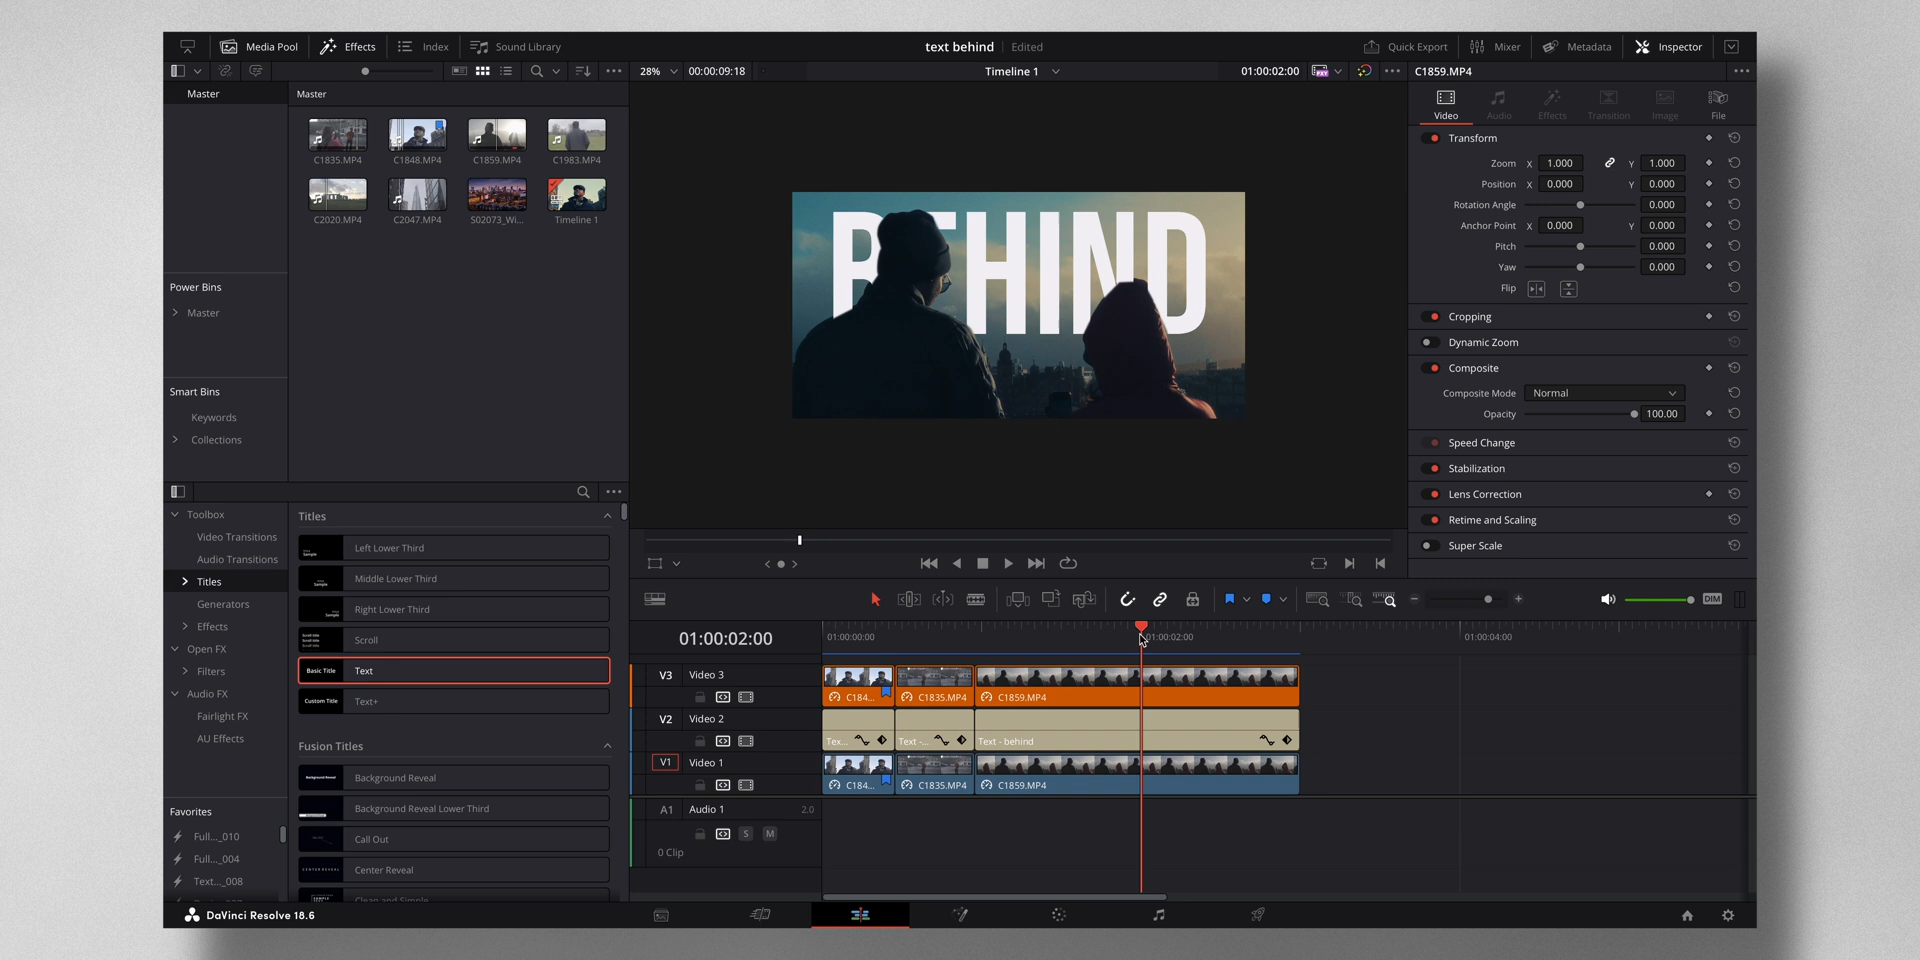 Media Pool
Effects
Index
Sound Library
text behind
Edited
Quick Export
Mixer
Metadata
Inspector
28%
00:00:09:18
Timeline 1
01:00:02:00
C1859.MP4
Master
Master
C1835.MP4
C1848.MP4
C1859.MP4
C1983.MP4
C2020.MP4
C2047.MP4
S02073_Wi...
Timeline 1
Power Bins
Master
Smart Bins
Keywords
Collections
BEHIND
Video
Audio
Effects
Transition
Image
File
Transform
Zoom X 1.000 Y 1.000
Position X 0.000 Y 0.000
Rotation Angle 0.000
Anchor Point X 0.000 Y 0.000
Pitch 0.000
Yaw 0.000
Flip
Cropping
Dynamic Zoom
Composite
Composite Mode Normal
Opacity 100.00
Speed Change
Stabilization
Lens Correction
Retime and Scaling
Super Scale
Toolbox
Video Transitions
Audio Transitions
Titles
Generators
Effects
Open FX
Filters
Audio FX
Fairlight FX
AU Effects
Favorites
Full..._010
Full..._004
Text..._008
Titles
Left Lower Third
Middle Lower Third
Right Lower Third
Scroll
Basic Title Text
Custom Title Text+
Fusion Titles
Background Reveal
Background Reveal Lower Third
Call Out
CENTER REVEAL Center Reveal
Clean and Simple
DIM
01:00:02:00
01:00:00:00
01:00:02:00
01:00:04:00
V3 Video 3
C184...
C1835.MP4
C1859.MP4
V2 Video 2
Tex...
Text -...
Text - behind
V1 Video 1
C184...
C1835.MP4
C1859.MP4
A1 Audio 1 2.0
S M
0 Clip
DaVinci Resolve 18.6